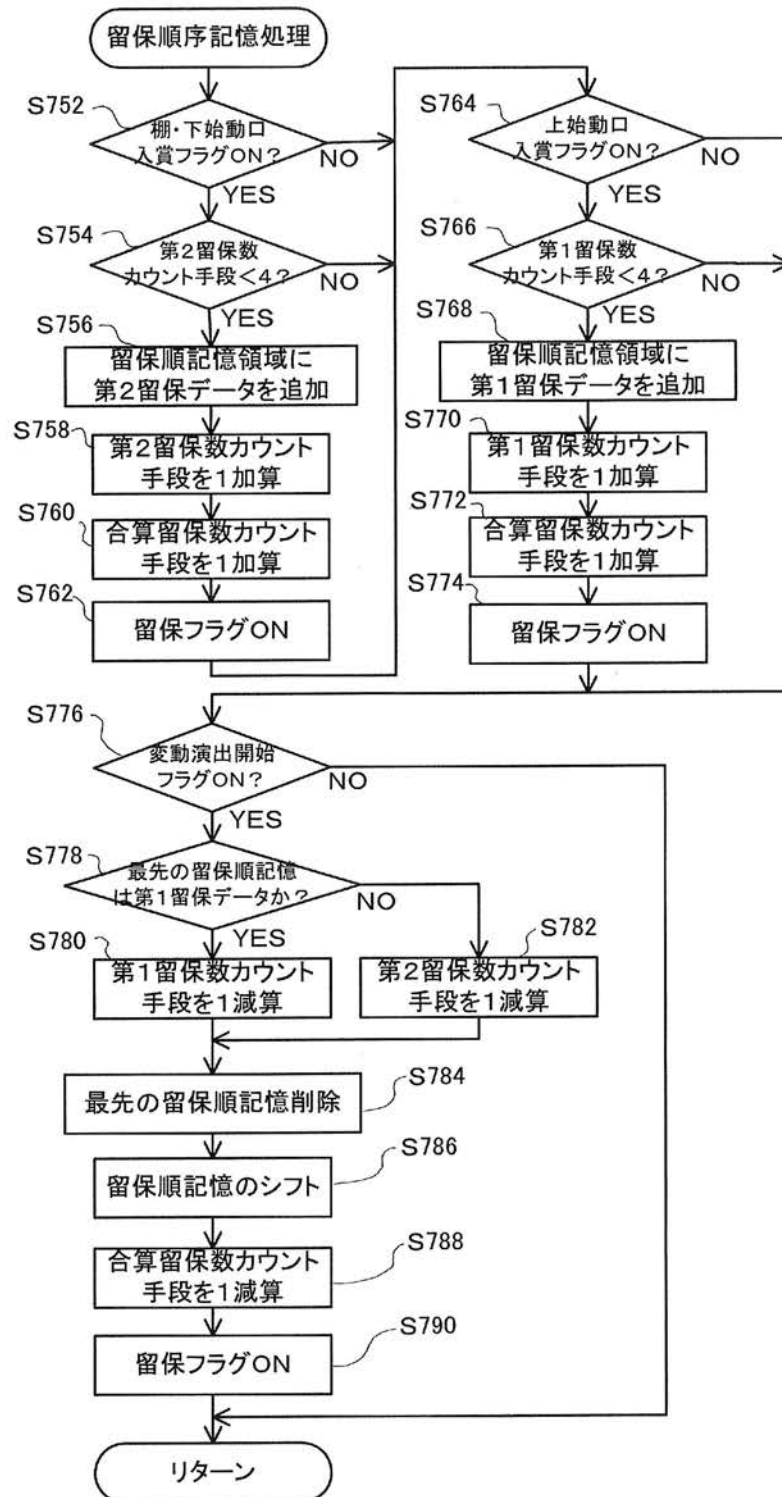 留保順序記憶処理
S752
棚・下始動口
入賞フラグON?
NO
YES
S754
第2留保数
カウント手段<4?
NO
YES
S756
留保順記憶領域に
第2留保データを追加
S758
第2留保数カウント
手段を1加算
S760
合算留保数カウント
手段を1加算
S762
留保フラグON
S764
上始動口
入賞フラグON?
NO
YES
S766
第1留保数
カウント手段<4?
NO
YES
S768
留保順記憶領域に
第1留保データを追加
S770
第1留保数カウント
手段を1加算
S772
合算留保数カウント
手段を1加算
S774
留保フラグON
S776
変動演出開始
フラグON?
NO
YES
S778
最先の留保順記憶
は第1留保データか?
NO
YES
S780
第1留保数カウント
手段を1減算
S782
第2留保数カウント
手段を1減算
S784
最先の留保順記憶削除
S786
留保順記憶のシフト
S788
合算留保数カウント
手段を1減算
S790
留保フラグON
リターン